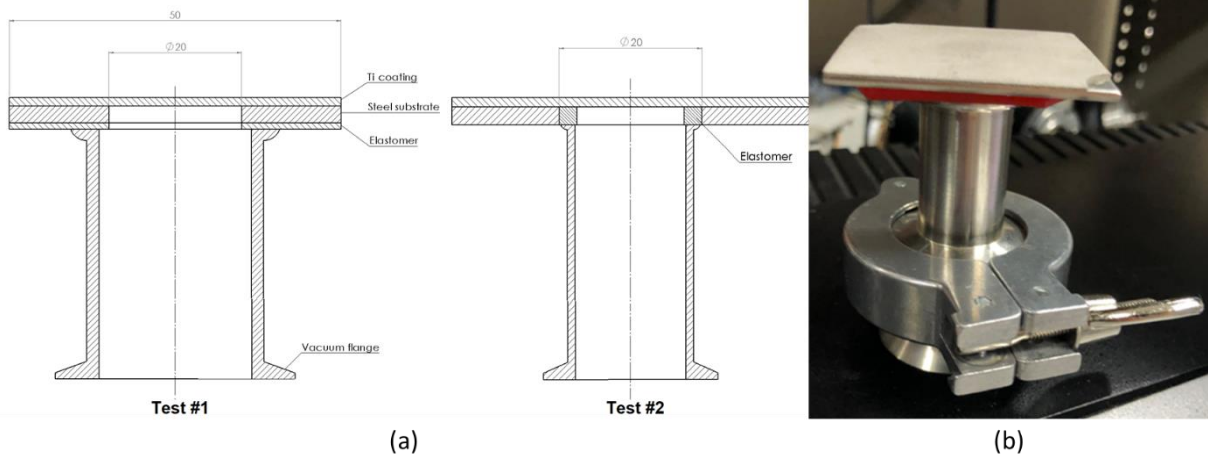 50
Ø20
Ti coating
Steel substrate
Elastomer
Vacuum flange
Test #1
Ø20
Elastomer
Test #2
(a)
(b)